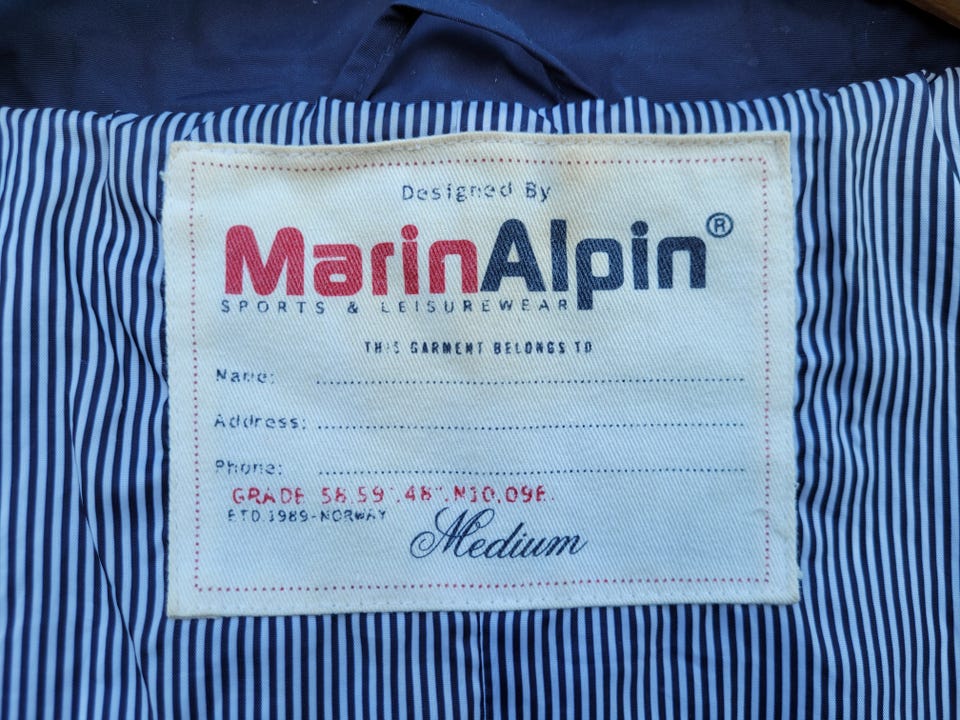 Designed By
MarinAlpin®
SPORTS & LEISUREWEAR
THIS GARMENT BELONGS TO
Name:
Address:
Phone:
GRADE 58,59°,48",N10,09E.
ETD.1989-NORWAY
Medium